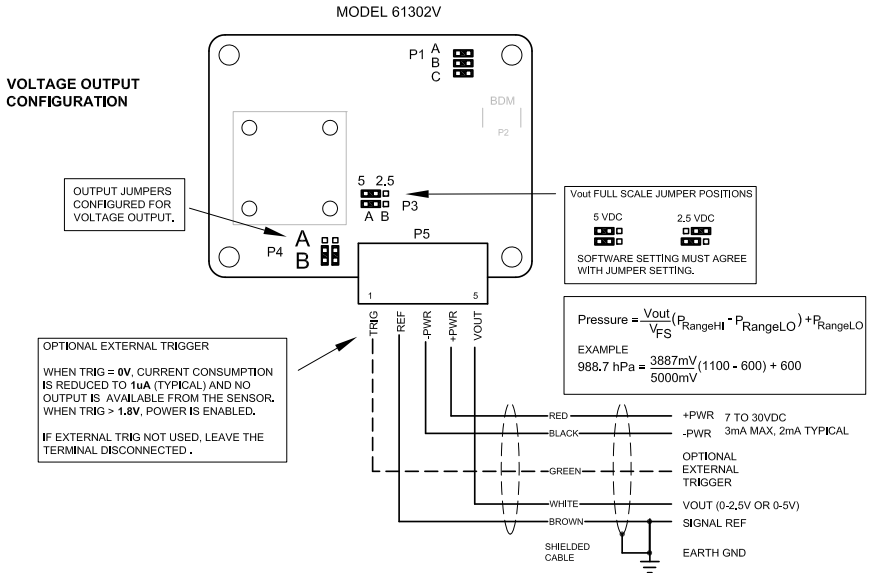 MODEL 61302V
VOLTAGE OUTPUT
CONFIGURATION
P1
A
B
C
BDM
P2
OUTPUT JUMPERS
CONFIGURED FOR
VOLTAGE OUTPUT.
5 2.5
P3
A B
P4
A
B
P5
1 5
Vout FULL SCALE JUMPER POSITIONS
5 VDC 2.5 VDC
SOFTWARE SETTING MUST AGREE
WITH JUMPER SETTING.
TRIG
REF
-PWR
+PWR
VOUT
Pressure = Vout/VFS (PRangeHI - PRangeLO) + PRangeLO
EXAMPLE
988.7 hPa = 3887mV/5000mV (1100 - 600) + 600
OPTIONAL EXTERNAL TRIGGER
WHEN TRIG = 0V, CURRENT CONSUMPTION
IS REDUCED TO 1uA (TYPICAL) AND NO
OUTPUT IS AVAILABLE FROM THE SENSOR.
WHEN TRIG > 1.8V, POWER IS ENABLED.
IF EXTERNAL TRIG NOT USED, LEAVE THE
TERMINAL DISCONNECTED .
RED +PWR 7 TO 30VDC
BLACK -PWR 3mA MAX, 2mA TYPICAL
GREEN
OPTIONAL
EXTERNAL
TRIGGER
WHITE VOUT (0-2.5V OR 0-5V)
BROWN SIGNAL REF
SHIELDED
CABLE
EARTH GND